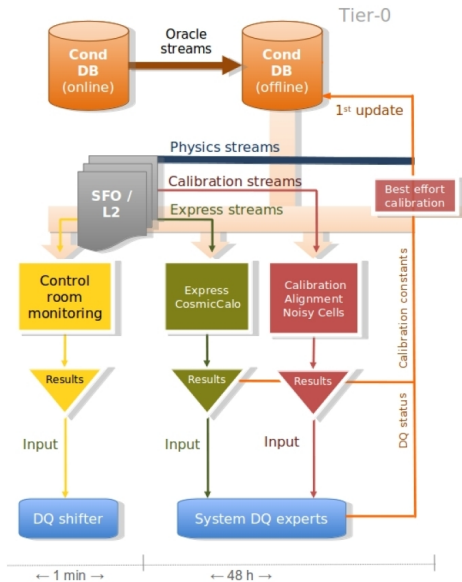 Tier-0
Oracle
streams
Cond
DB
(online)
Cond
DB
(offline)
1st update
Physics streams
Calibration streams
Express streams
SFO /
L2
Best effort
calibration
Control
room
monitoring
Express
CosmicCalo
Calibration
Alignment
Noisy Cells
Calibration constants
Results
Results
Results
DQ status
Input
Input
Input
DQ shifter
System DQ experts
← 1 min →
← 48 h →